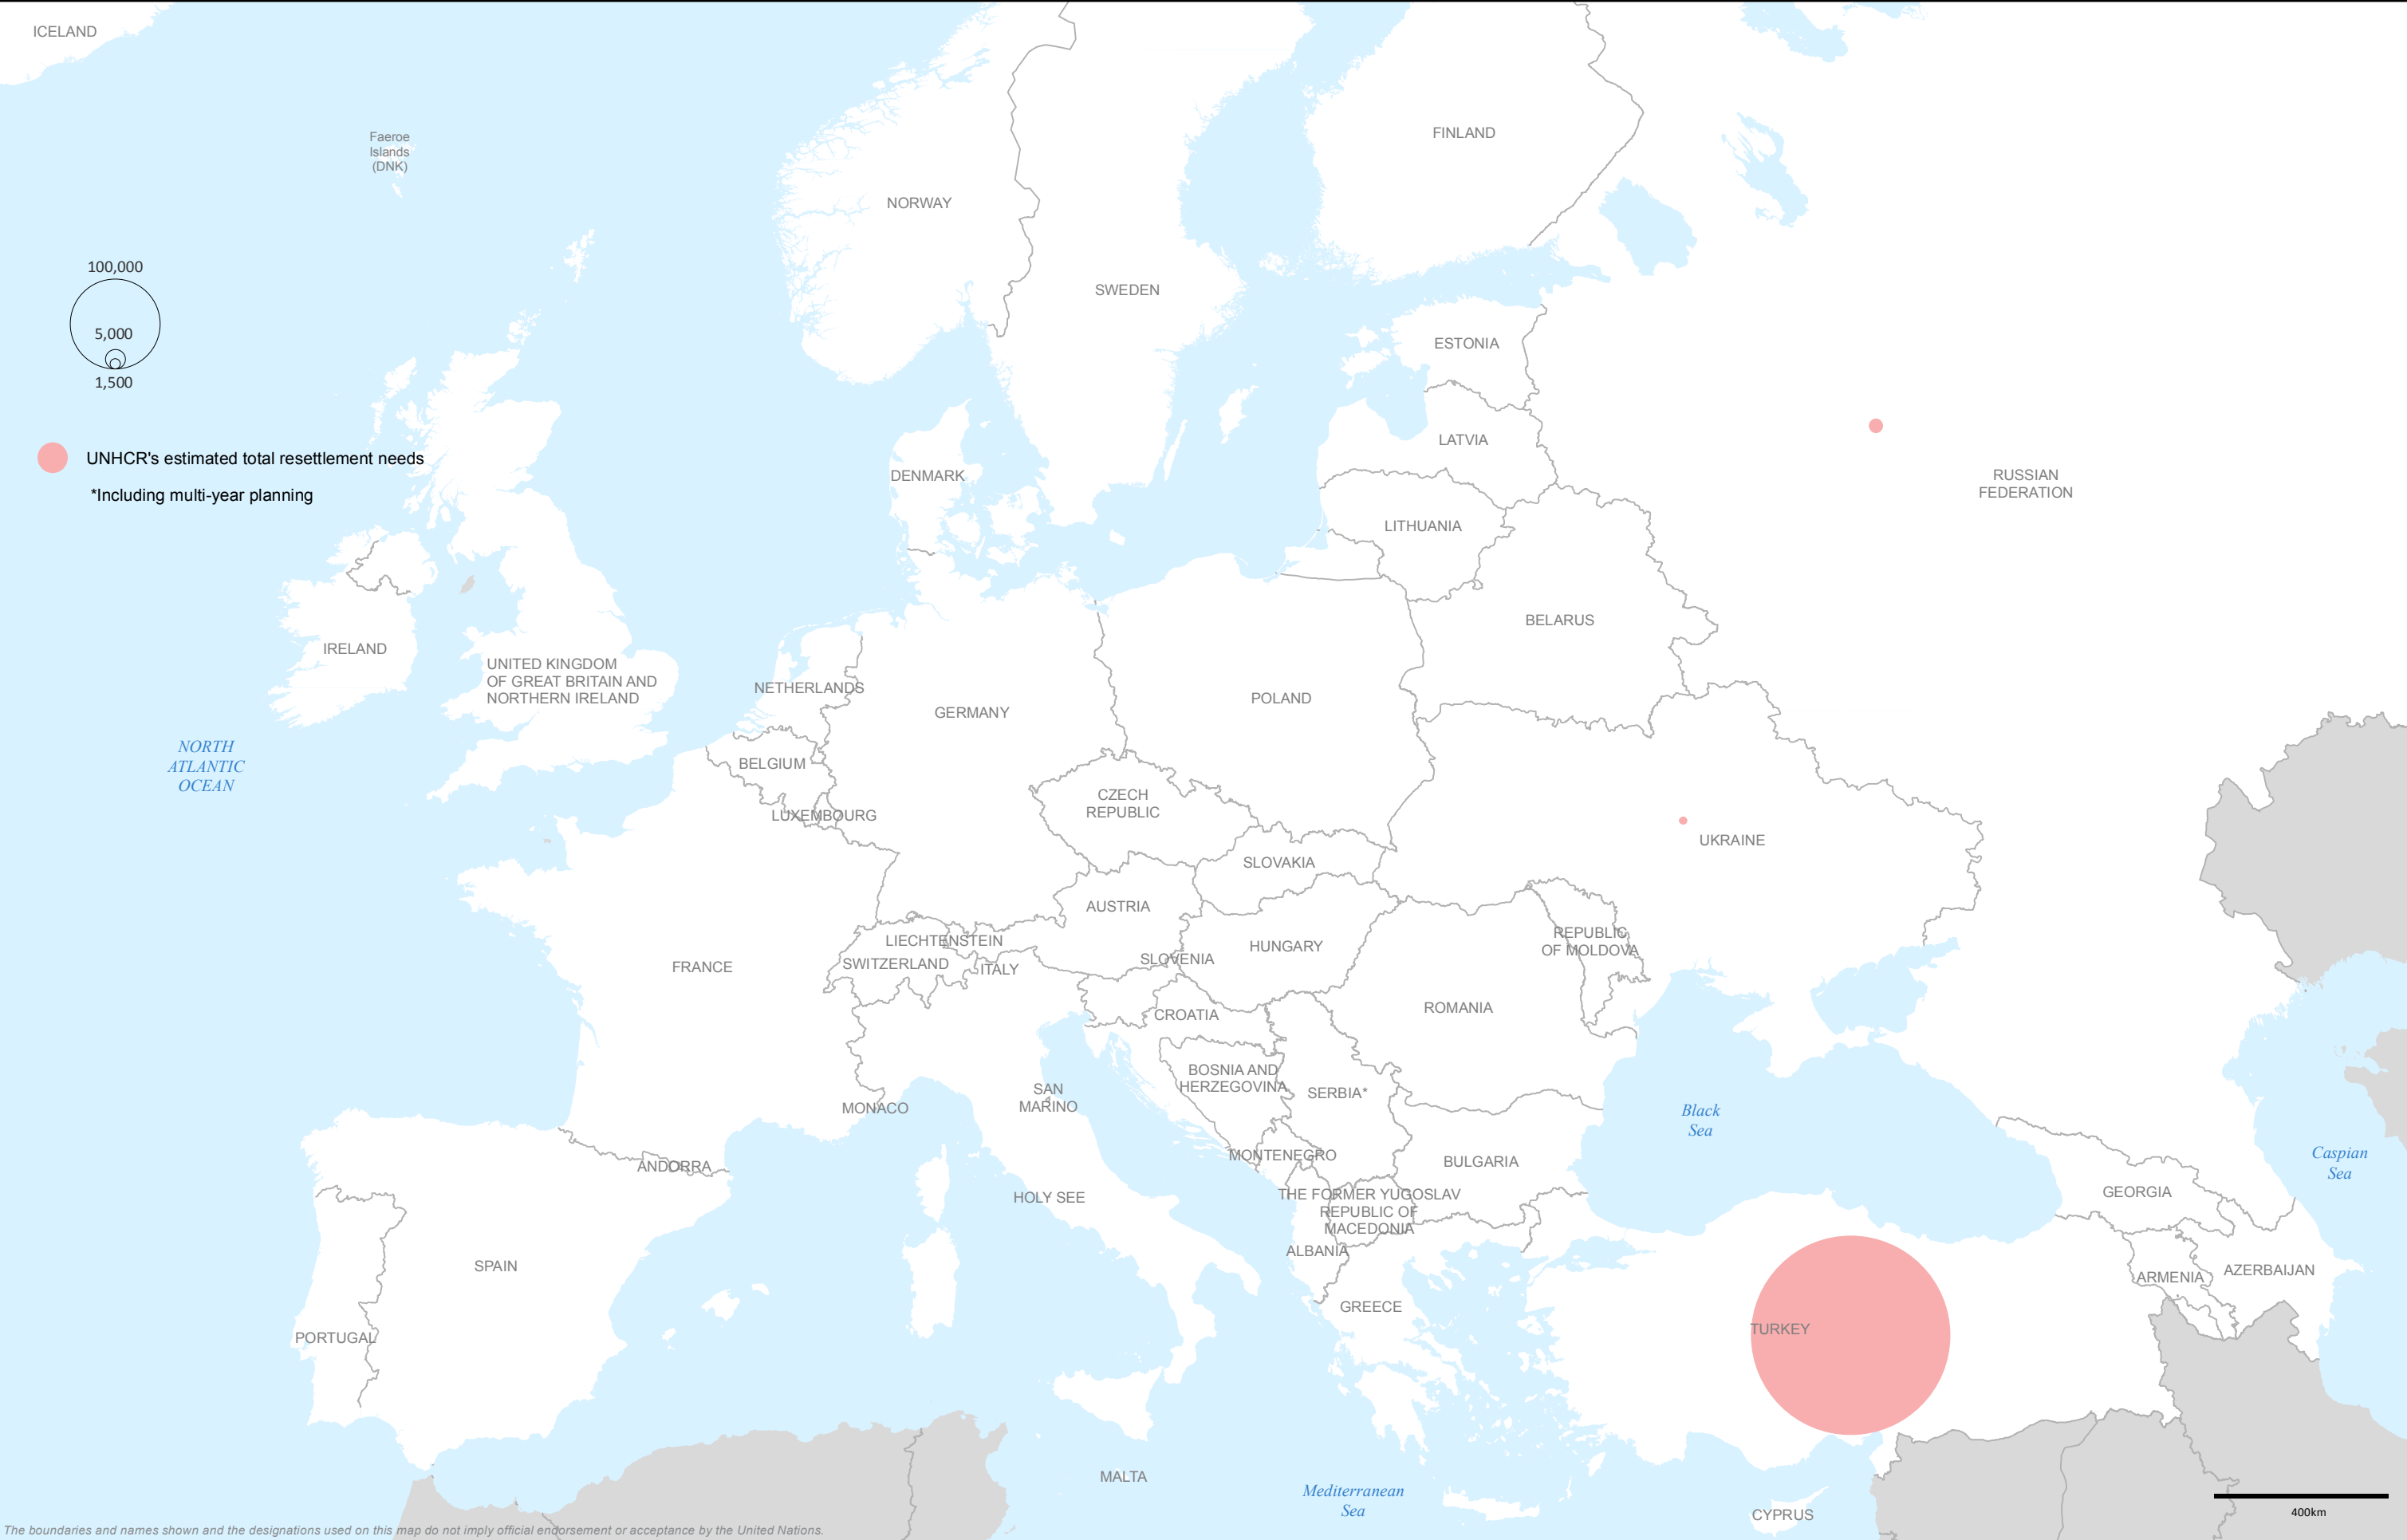 ICELAND
Faeroe
Islands
(DNK)
FINLAND
NORWAY
SWEDEN
100,000
5,000
1,500
ESTONIA
LATVIA
UNHCR's estimated total resettlement needs
*Including multi-year planning
DENMARK
RUSSIAN
FEDERATION
LITHUANIA
BELARUS
IRELAND
UNITED KINGDOM
OF GREAT BRITAIN AND
NORTHERN IRELAND
NETHERLANDS
GERMANY
POLAND
NORTH
ATLANTIC
OCEAN
BELGIUM
LUXEMBOURG
CZECH
REPUBLIC
UKRAINE
SLOVAKIA
AUSTRIA
LIECHTENSTEIN
SWITZERLAND
ITALY
FRANCE
SLOVENIA
HUNGARY
REPUBLIC
OF MOLDOVA
CROATIA
ROMANIA
BOSNIA AND
HERZEGOVINA
SERBIA*
SAN
MARINO
MONACO
Black
Sea
MONTENEGRO
BULGARIA
ANDORRA
Caspian
Sea
HOLY SEE
THE FORMER YUGOSLAV
REPUBLIC OF
MACEDONIA
GEORGIA
ALBANIA
SPAIN
ARMENIA
AZERBAIJAN
GREECE
PORTUGAL
TURKEY
MALTA
Mediterranean
Sea
CYPRUS
400km
The boundaries and names shown and the designations used on this map do not imply official endorsement or acceptance by the United Nations.